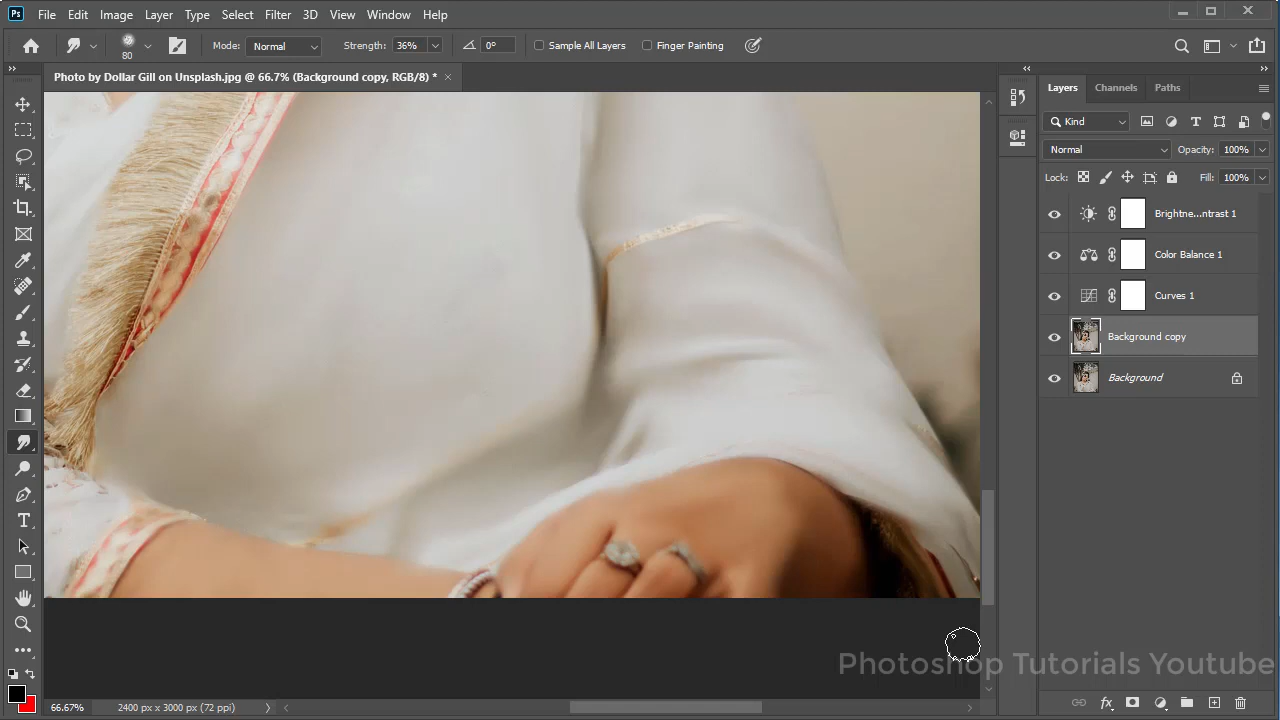 Ps File Edit Image Layer Type Select Filter 3D View Window Help
80 Mode: Normal Strength: 36% 0° Sample All Layers Finger Painting
Photo by Dollar Gill on Unsplash.jpg @ 66.7% (Background copy, RGB/8) *
Layers Channels Paths
Kind
Normal Opacity: 100%
Lock: Fill: 100%
Brightne...ntrast 1
Color Balance 1
Curves 1
Background copy
Background
Photoshop Tutorials Youtube
66.67% 2400 px x 3000 px (72 ppi)